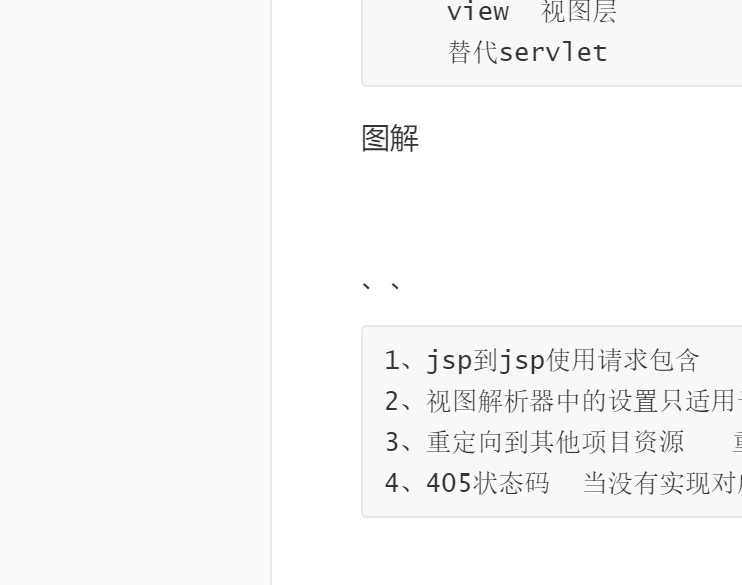 view  视图层
替代servlet
图解
、 、
1、jsp到jsp使用请求包含
2、视图解析器中的设置只适用
3、重定向到其他项目资源
4、405状态码  当没有实现对